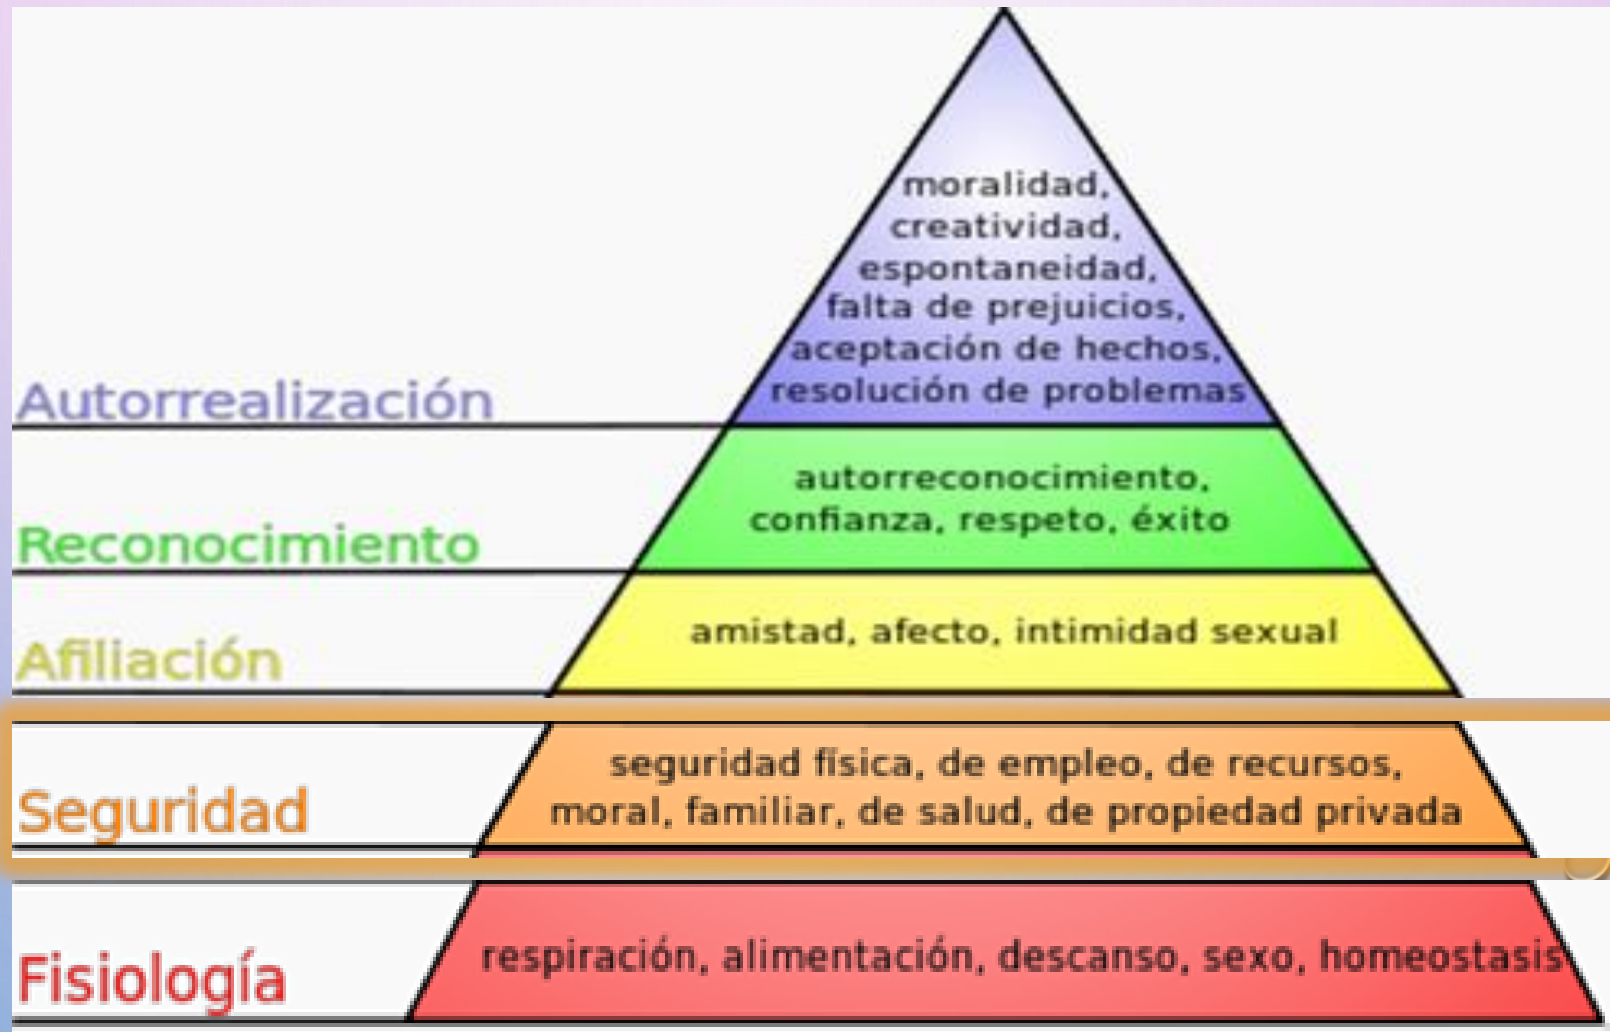 moralidad,
creatividad,
espontaneidad,
falta de prejuicios,
aceptación de hechos,
resolución de problemas
Autorrealización
autorreconocimiento,
confianza, respeto, éxito
Reconocimiento
amistad, afecto, intimidad sexual
Afiliación
seguridad física, de empleo, de recursos,
moral, familiar, de salud, de propiedad privada
Seguridad
respiración, alimentación, descanso, sexo, homeostasis
Fisiología